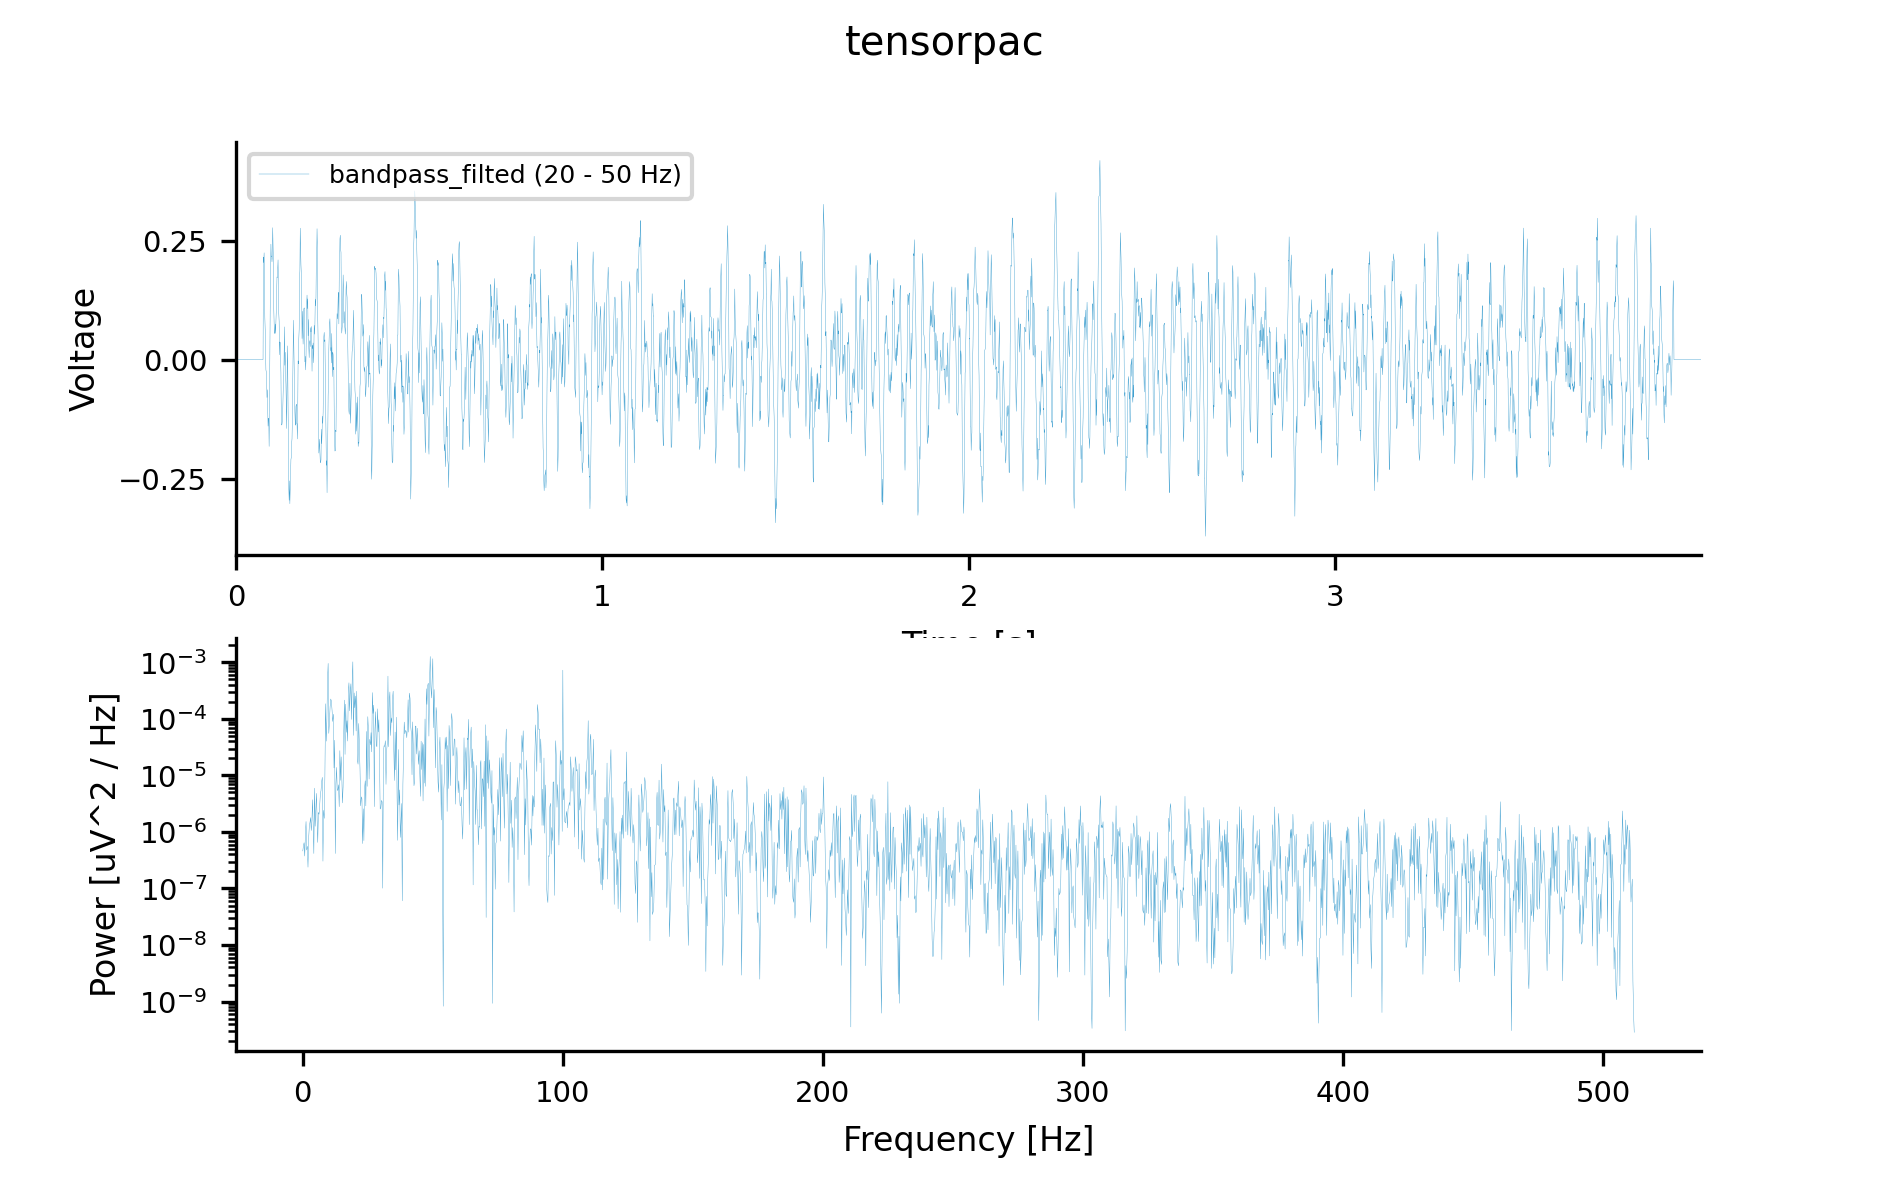 tensorpac
bandpass_filted (20 - 50 Hz)
Voltage
0.25
0.00
−0.25
0 1 2 3
Time [s]
Power [uV^2 / Hz]
10⁻³
10⁻⁴
10⁻⁵
10⁻⁶
10⁻⁷
10⁻⁸
10⁻⁹
0 100 200 300 400 500
Frequency [Hz]